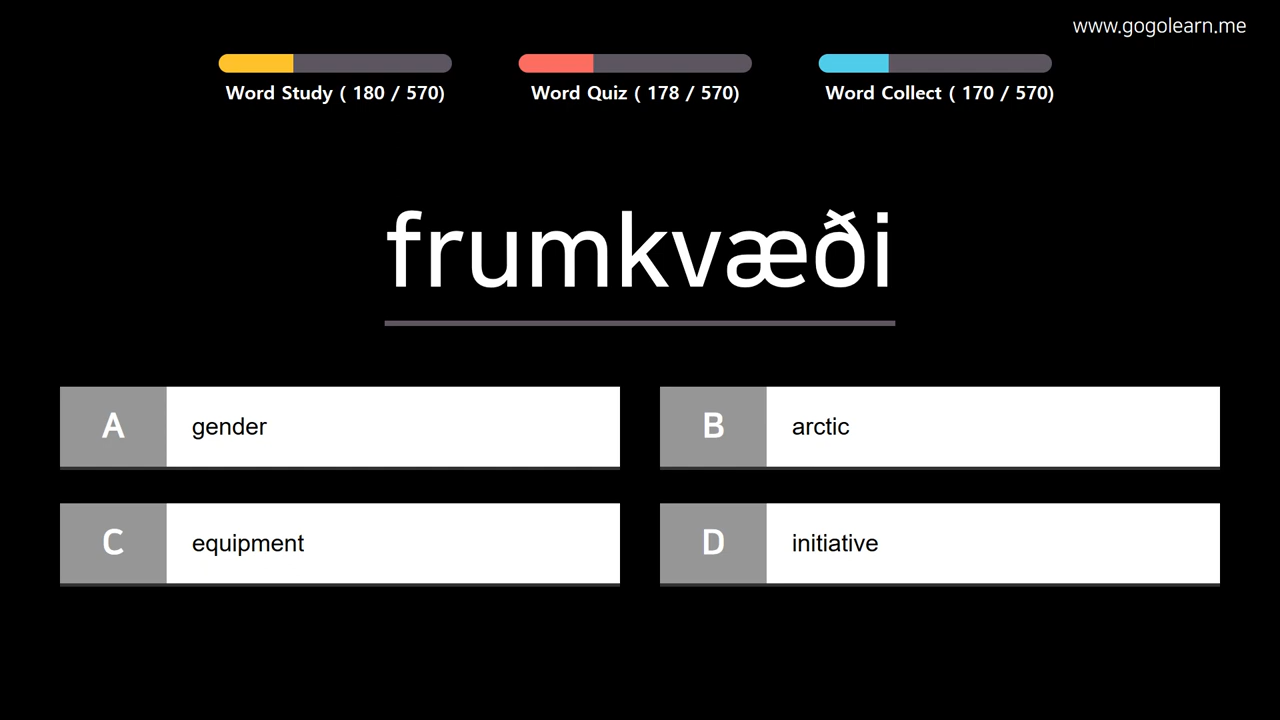 www.gogolearn.me
Word Study ( 180 / 570)
Word Quiz ( 178 / 570)
Word Collect ( 170 / 570)
frumkvæði
A gender
B arctic
C equipment
D initiative